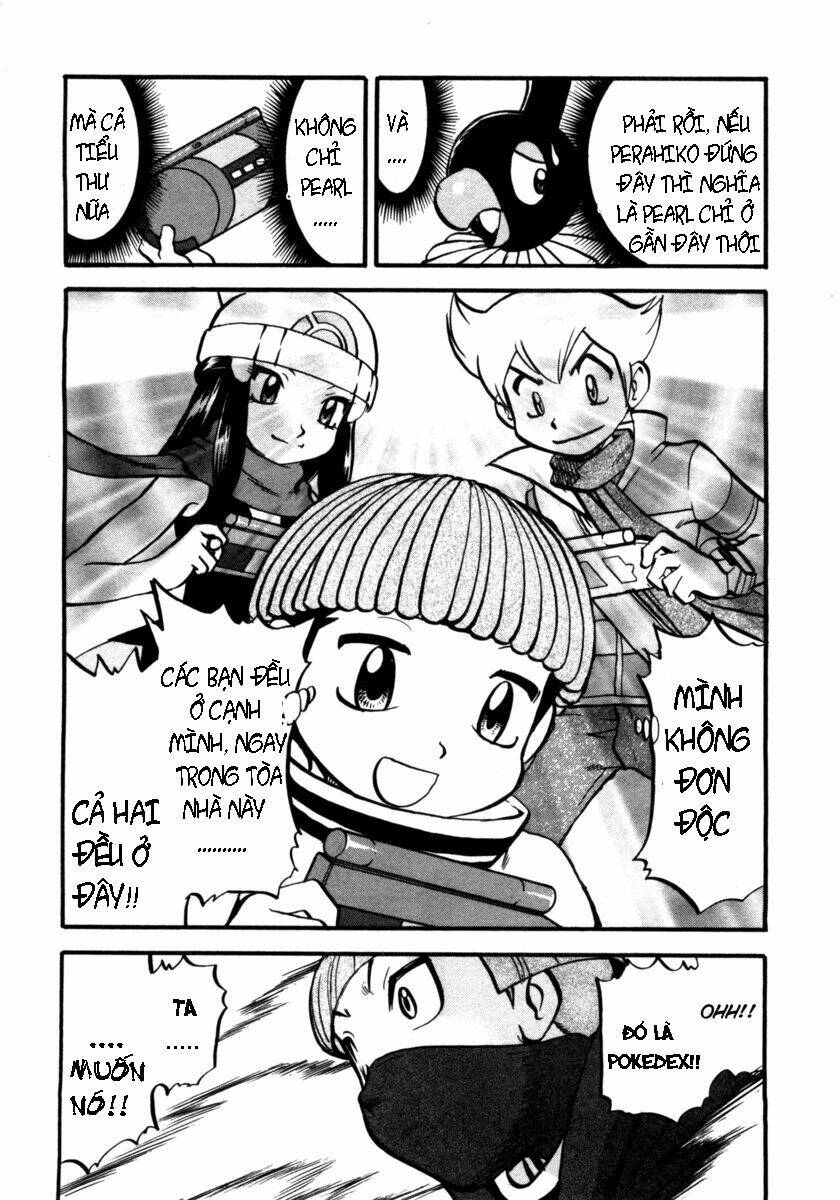 PHẢI RỒI, NẾU
PERAHIKO ĐỨNG
ĐÂY THÌ NGHĨA
LÀ PEARL CHỈ Ở
GẦN ĐÂY THÔI
VÀ
....
KHÔNG
CHỈ
PEARL
.....
MÀ CẢ
TIỂU
THƯ
NỮA
MÌNH
KHÔNG
ĐƠN
ĐỘC
CÁC BẠN ĐỀU
Ở CẠNH
MÌNH, NGAY
TRONG TÒA
NHÀ NÀY
..........
CẢ HAI
ĐỀU Ở
ĐÂY!!
OHH!!
ĐÓ LÀ
POKEDEX!!
TA
.....
....
MUỐN
NÓ!!